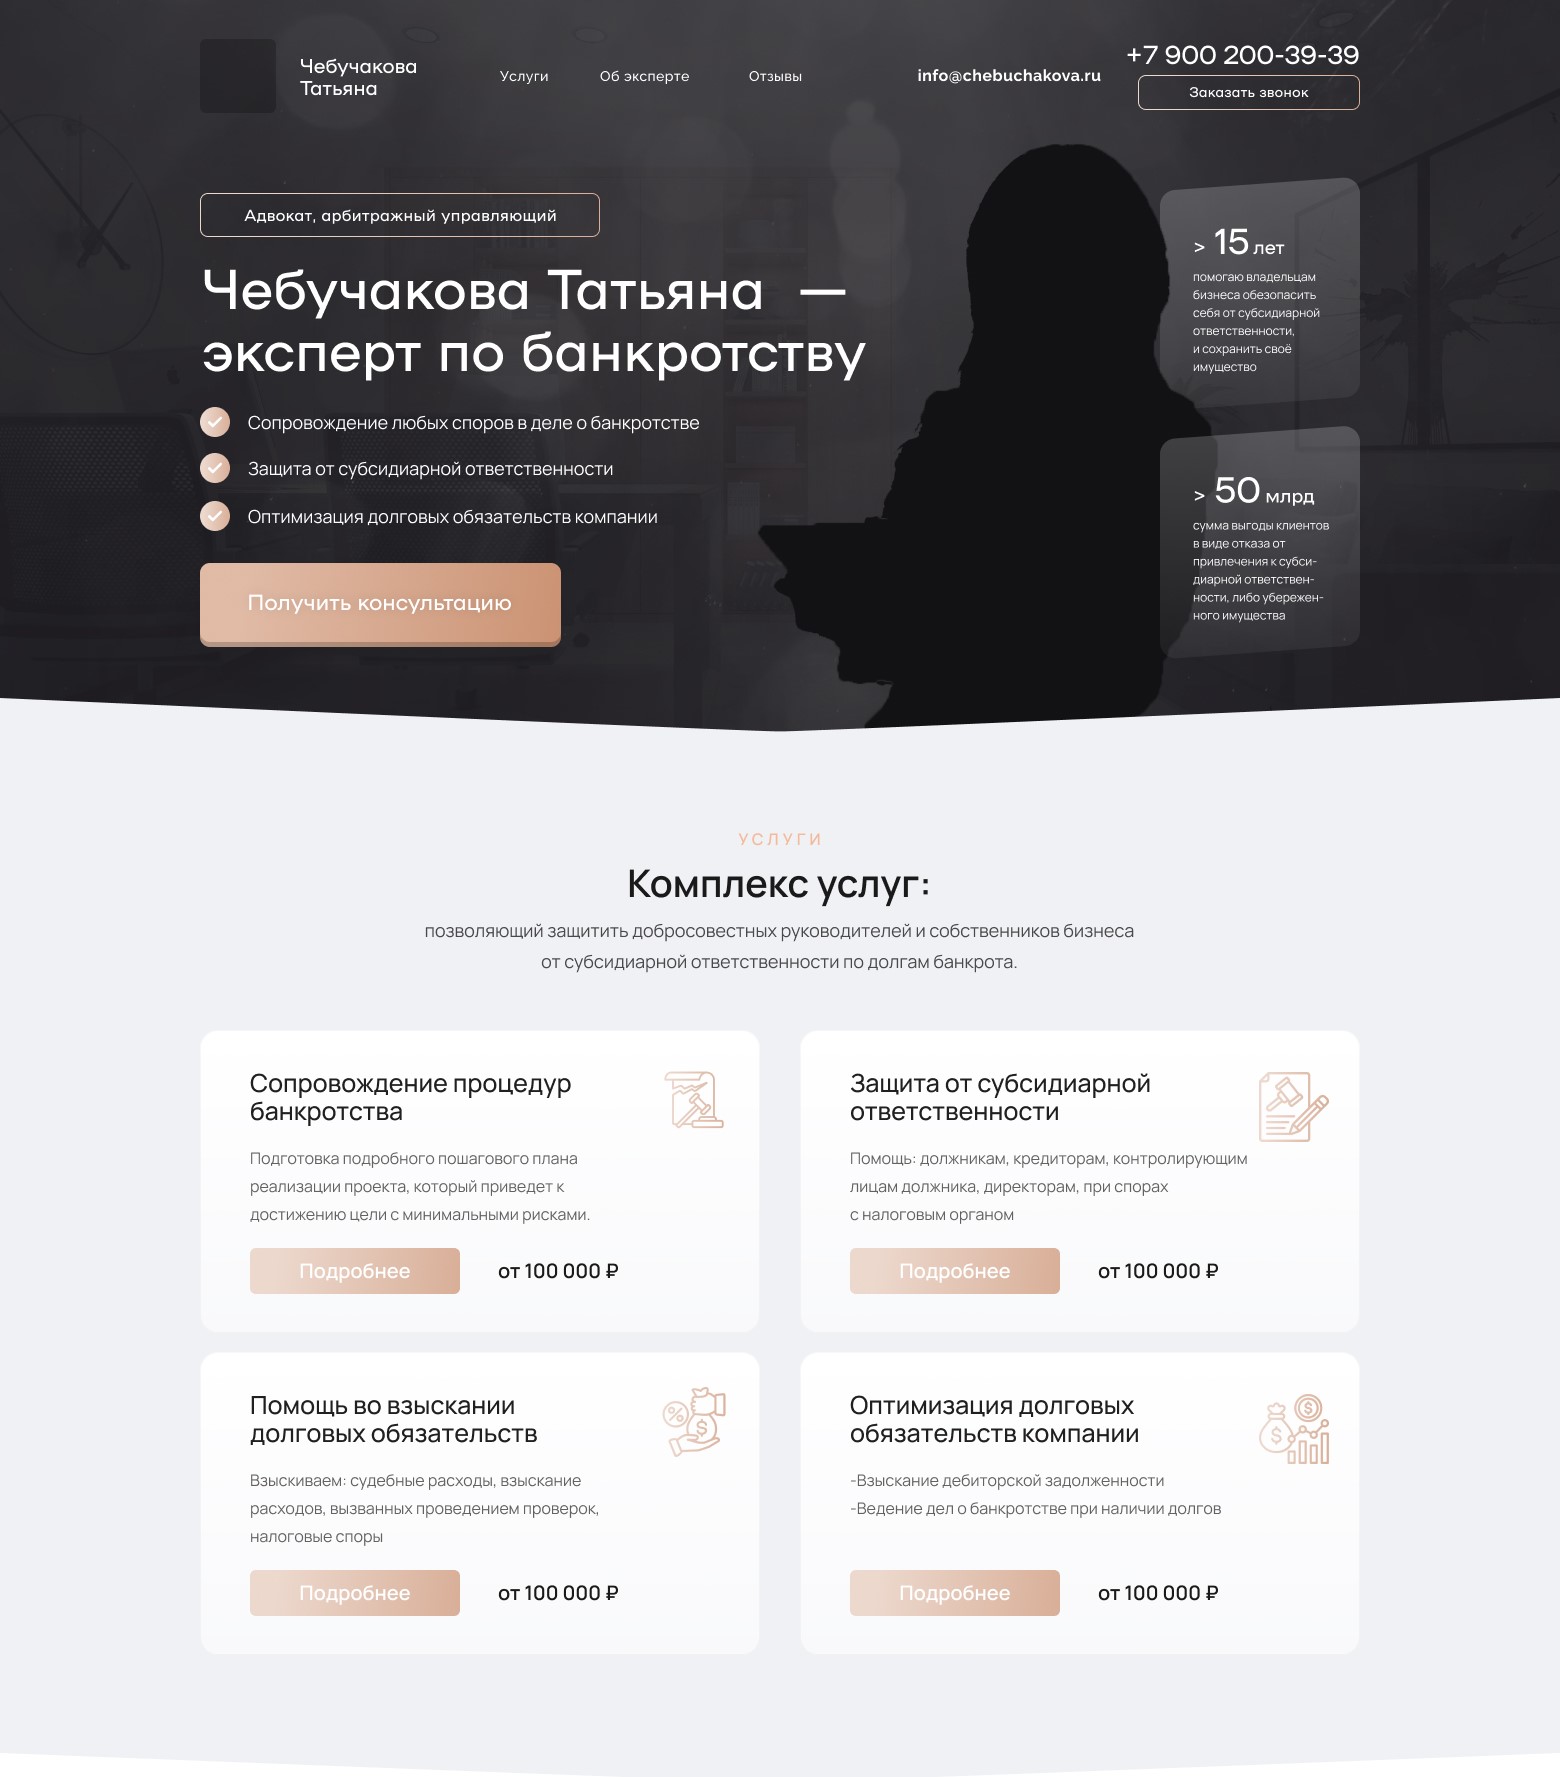 Чебучакова
Татьяна
Услуги
Об эксперте
Отзывы
info@chebuchakova.ru
+7 900 200-39-39
Заказать звонок
Адвокат, арбитражный управляющий
Чебучакова Татьяна —
эксперт по банкротству
Сопровождение любых споров в деле о банкротстве
Защита от субсидиарной ответственности
Оптимизация долговых обязательств компании
Получить консультацию
> 15 лет
помогаю владельцам
бизнеса обезопасить
себя от субсидиарной
ответственности,
и сохранить своё
имущество
> 50 млрд
сумма выгоды клиентов
в виде отказа от
привлечения к субси-
диарной ответствен-
ности, либо убережен-
ного имущества
УСЛУГИ
Комплекс услуг:
позволяющий защитить добросовестных руководителей и собственников бизнеса
от субсидиарной ответственности по долгам банкрота.
Сопровождение процедур
банкротства
Подготовка подробного пошагового плана
реализации проекта, который приведет к
достижению цели с минимальными рисками.
Подробнее
от 100 000 ₽
Защита от субсидиарной
ответственности
Помощь: должникам, кредиторам, контролирующим
лицам должника, директорам, при спорах
с налоговым органом
Подробнее
от 100 000 ₽
Помощь во взыскании
долговых обязательств
Взыскиваем: судебные расходы, взыскание
расходов, вызванных проведением проверок,
налоговые споры
Подробнее
от 100 000 ₽
Оптимизация долговых
обязательств компании
-Взыскание дебиторской задолженности
-Ведение дел о банкротстве при наличии долгов
Подробнее
от 100 000 ₽